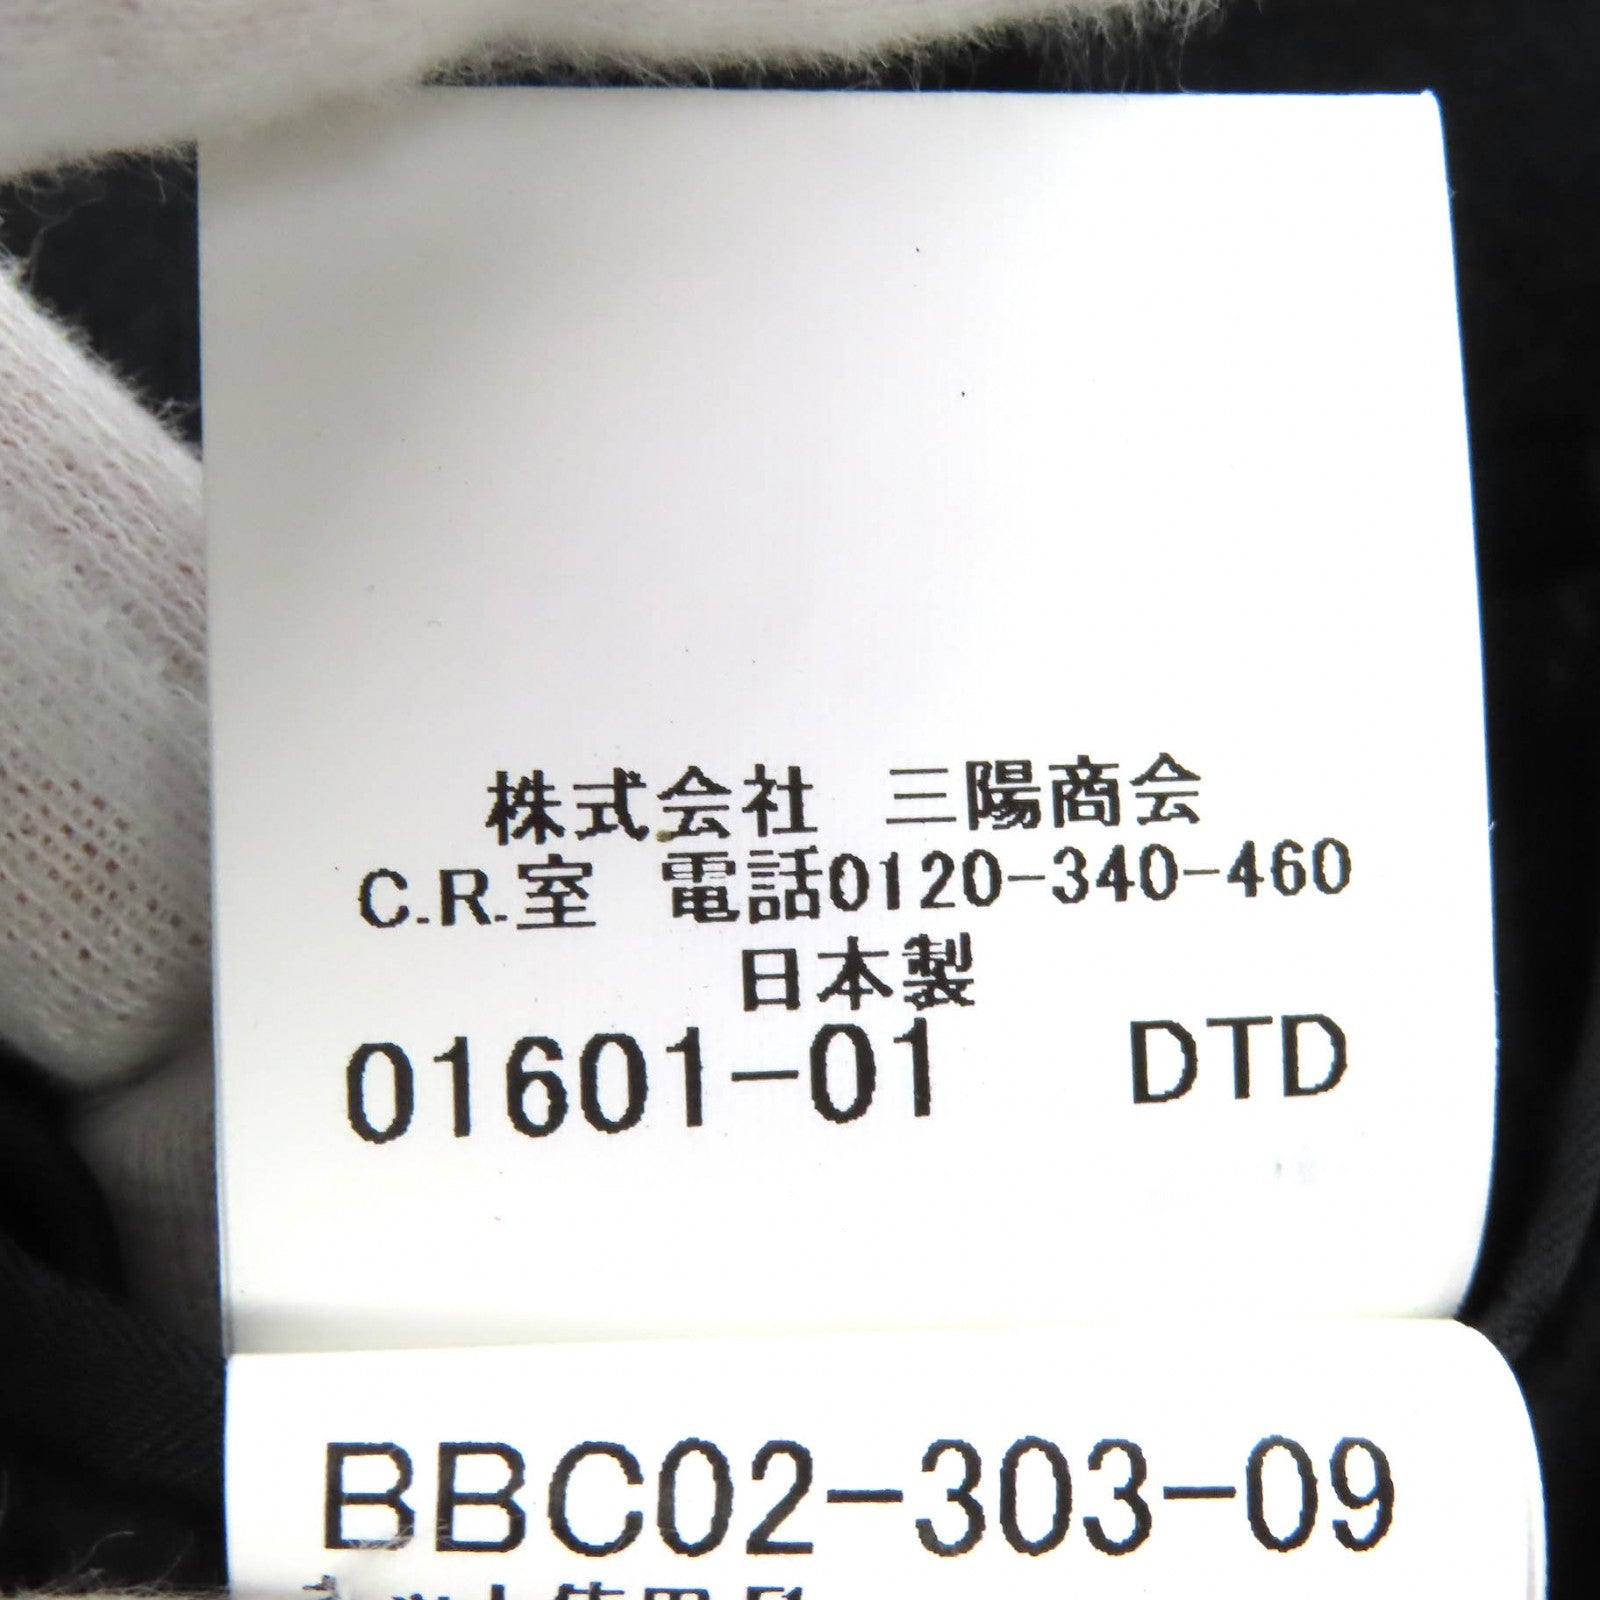 株式会社 三陽商会
C.R.室 電話0120-340-460
日本製
01601-01 DTD
BBC02-303-09